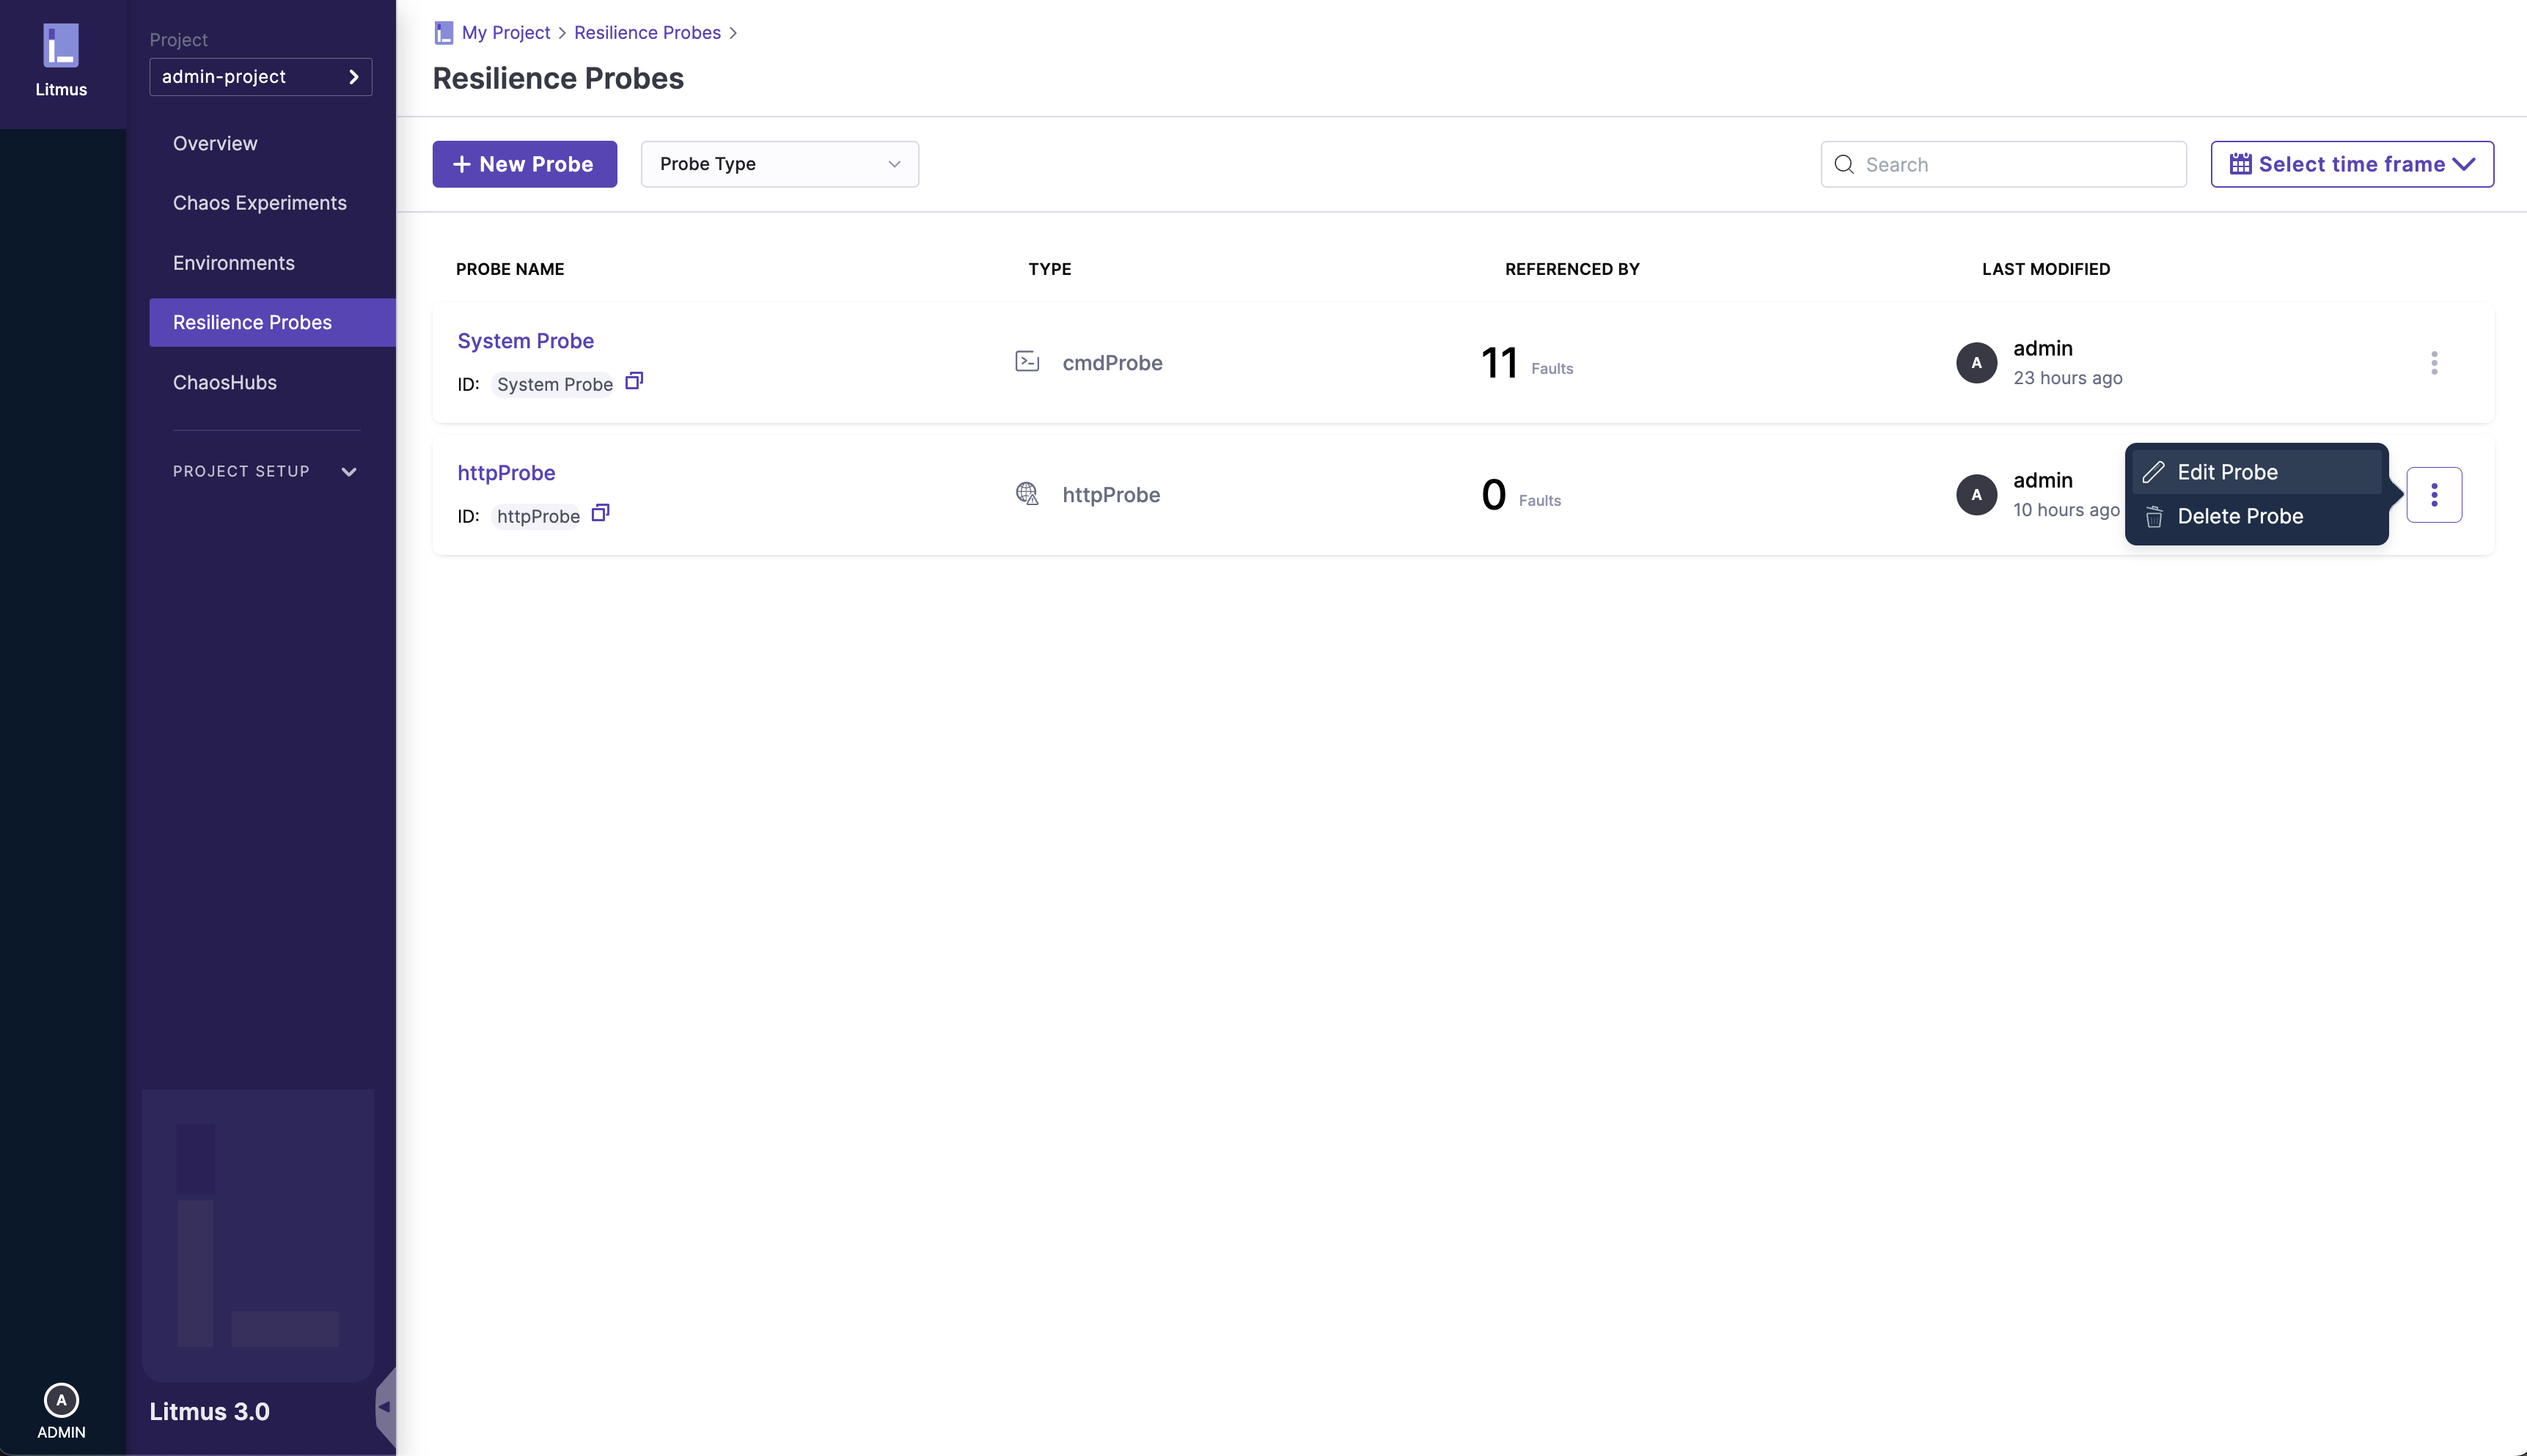 Litmus
Project
admin-project
Overview
Chaos Experiments
Environments
Resilience Probes
ChaosHubs
PROJECT SETUP
Litmus 3.0
A
ADMIN
My Project > Resilience Probes >
Resilience Probes
+ New Probe
Probe Type
Search
Select time frame
PROBE NAME TYPE REFERENCED BY LAST MODIFIED
System Probe
ID: System Probe
cmdProbe
11 Faults
A
admin
23 hours ago
httpProbe
ID: httpProbe
httpProbe
0 Faults
A
admin
10 hours ago
Edit Probe
Delete Probe